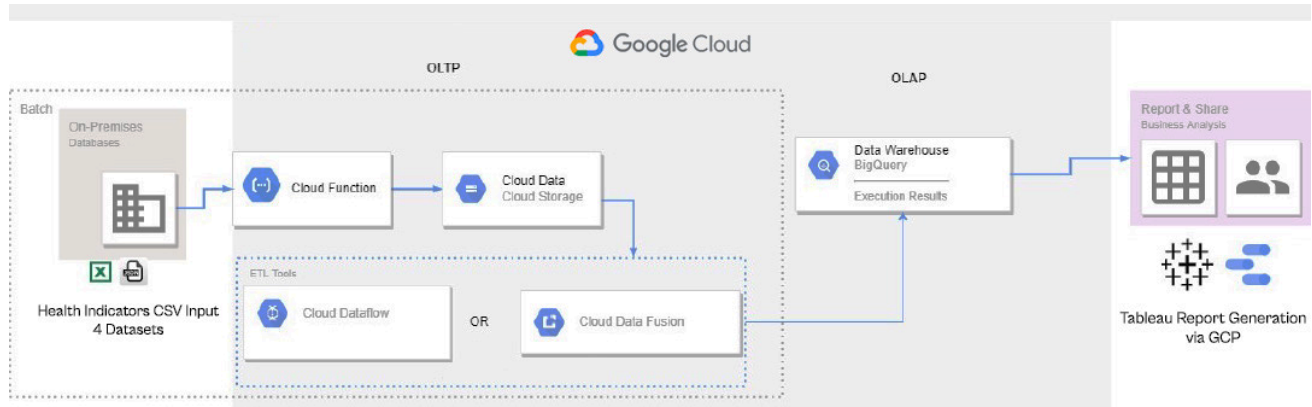 Google Cloud
OLTP
OLAP
Batch
On-Premises
Databases
Cloud Function
Cloud Data
Cloud Storage
Data Warehouse
BigQuery
Execution Results
Report & Share
Business Analysis
JSON
Health Indicators CSV Input
4 Datasets
ETL Tools
Cloud Dataflow
OR
Cloud Data Fusion
Tableau Report Generation
via GCP